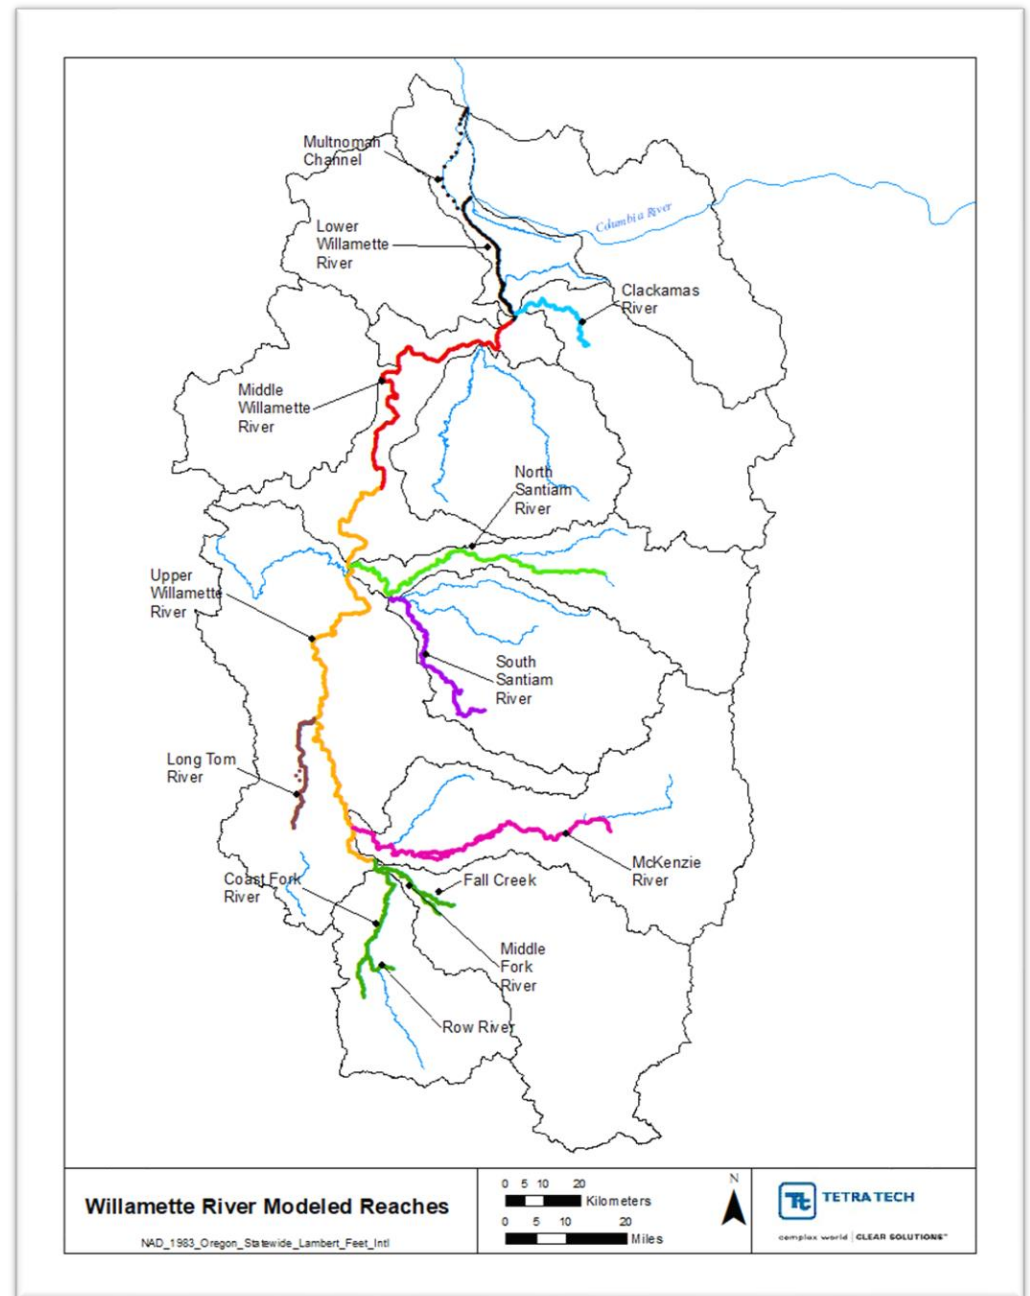 Multnomah
Channel
Lower
Willamette
River
Columbia River
Clackamas
River
Middle
Willamette
River
North
Santiam
River
Upper
Willamette
River
South
Santiam
River
Long Tom
River
McKenzie
River
Coast Fork
River
Fall Creek
Middle
Fork
River
Row River
Willamette River Modeled Reaches
NAD_1983_Oregon_Statewide_Lambert_Feet_Intl
0 5 10 20
Kilometers
0 5 10 20
Miles
N
Tt TETRA TECH
complex world | CLEAR SOLUTIONS™